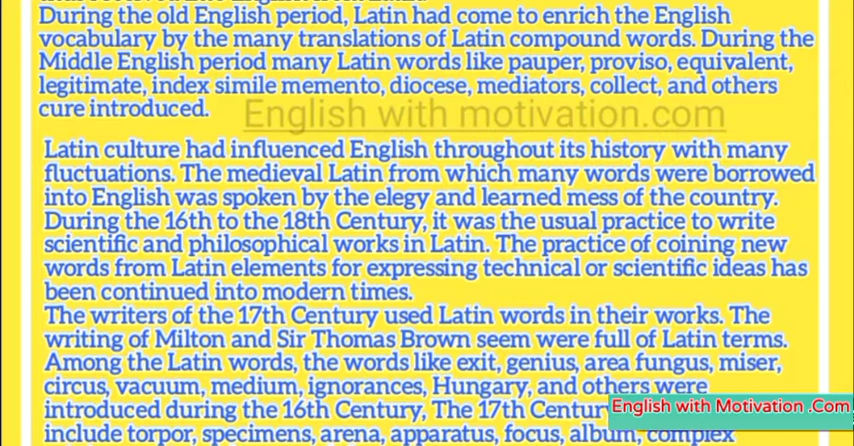 During the old English period, Latin had come to enrich the English
vocabulary by the many translations of Latin compound words. During the
Middle English period many Latin words like pauper, proviso, equivalent,
legitimate, index simile memento, diocese, mediators, collect, and others
cure introduced.
English with motivation.com
Latin culture had influenced English throughout its history with many
fluctuations. The medieval Latin from which many words were borrowed
into English was spoken by the elegy and learned mess of the country.
During the 16th to the 18th Century, it was the usual practice to write
scientific and philosophical works in Latin. The practice of coining new
words from Latin elements for expressing technical or scientific ideas has
been continued into modern times.
The writers of the 17th Century used Latin words in their works. The
writing of Milton and Sir Thomas Brown seem were full of Latin terms.
Among the Latin words, the words like exit, genius, area fungus, miser,
circus, vacuum, medium, ignorances, Hungary, and others were
introduced during the 16th Century, The 17th Centur
English with Motivation .Com
include torpor, specimens, arena, apparatus, focus, album, complex